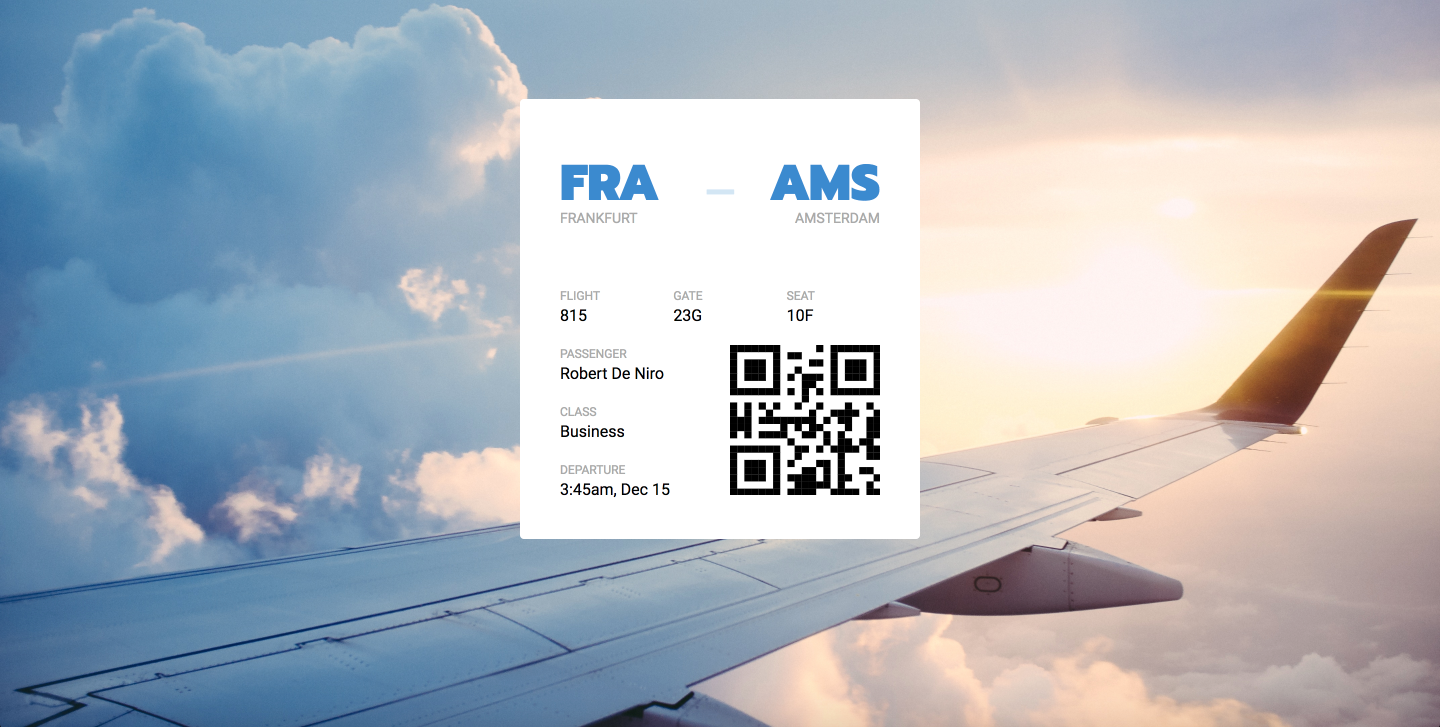 FRA – AMS
FRANKFURT AMSTERDAM
FLIGHT GATE SEAT
815 23G 10F
PASSENGER
Robert De Niro
CLASS
Business
DEPARTURE
3:45am, Dec 15